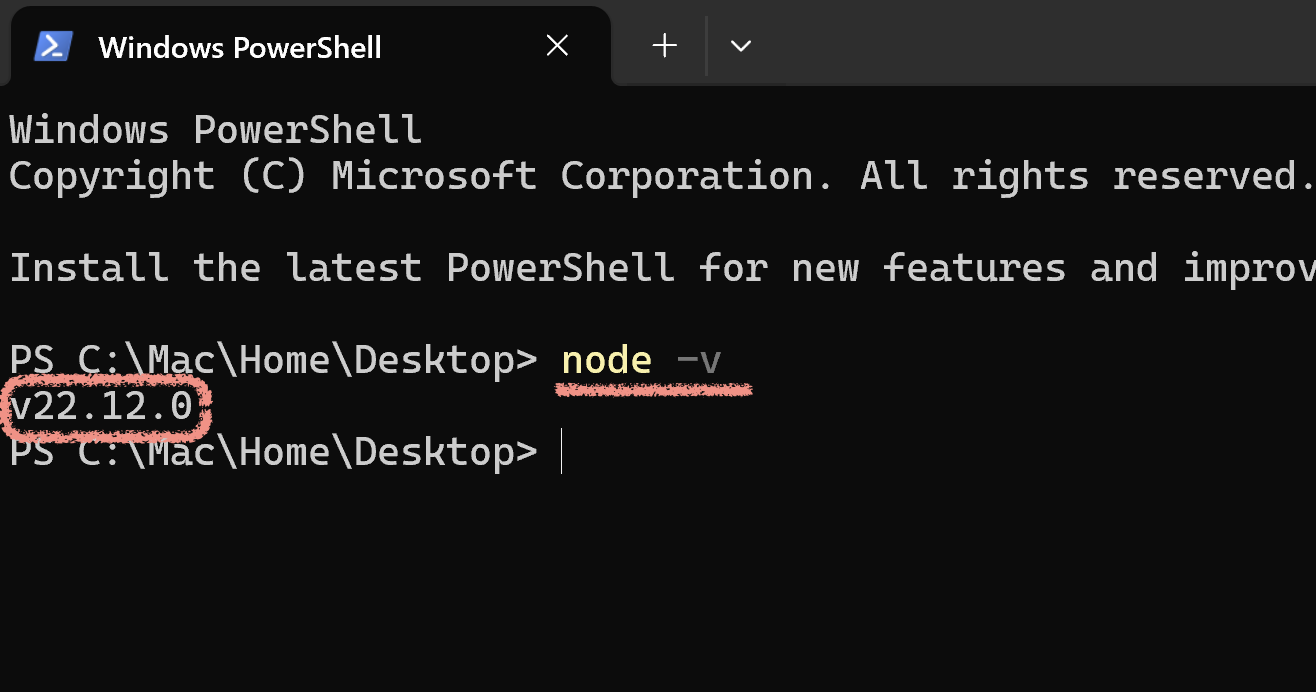 Windows PowerShell
Windows PowerShell
Copyright (C) Microsoft Corporation. All rights reserved.
Install the latest PowerShell for new features and improv
PS C:\Mac\Home\Desktop> node -v
v22.12.0
PS C:\Mac\Home\Desktop>